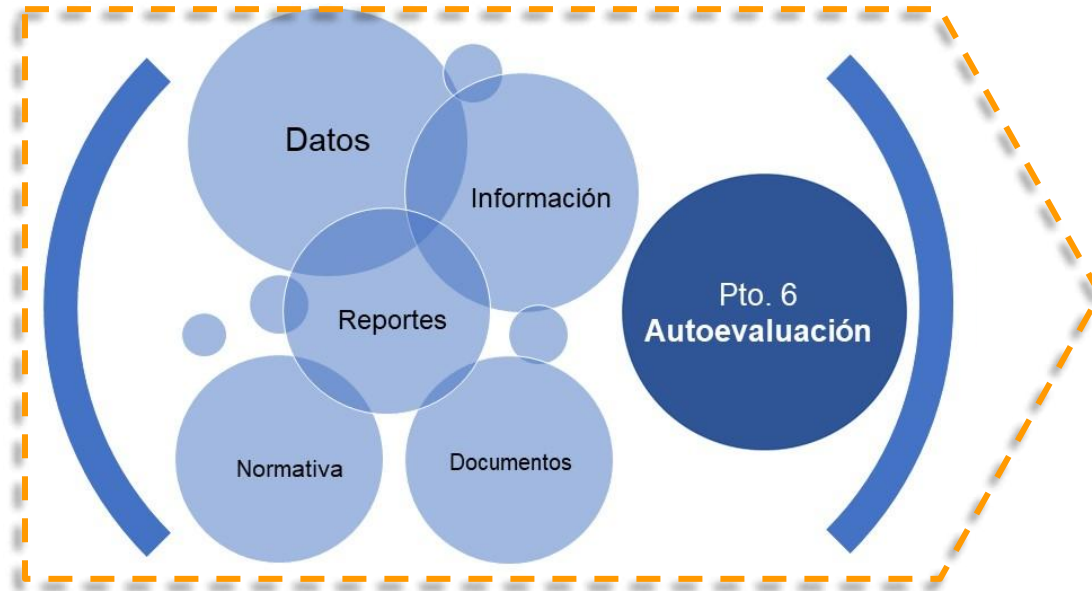 Datos
Información
Reportes
Pto. 6
Autoevaluación
Normativa
Documentos